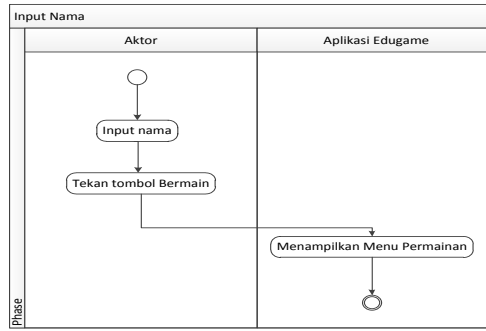 Input Nama
Aktor
Aplikasi Edugame
Input nama
Tekan tombol Bermain
Menampilkan Menu Permainan
Phase